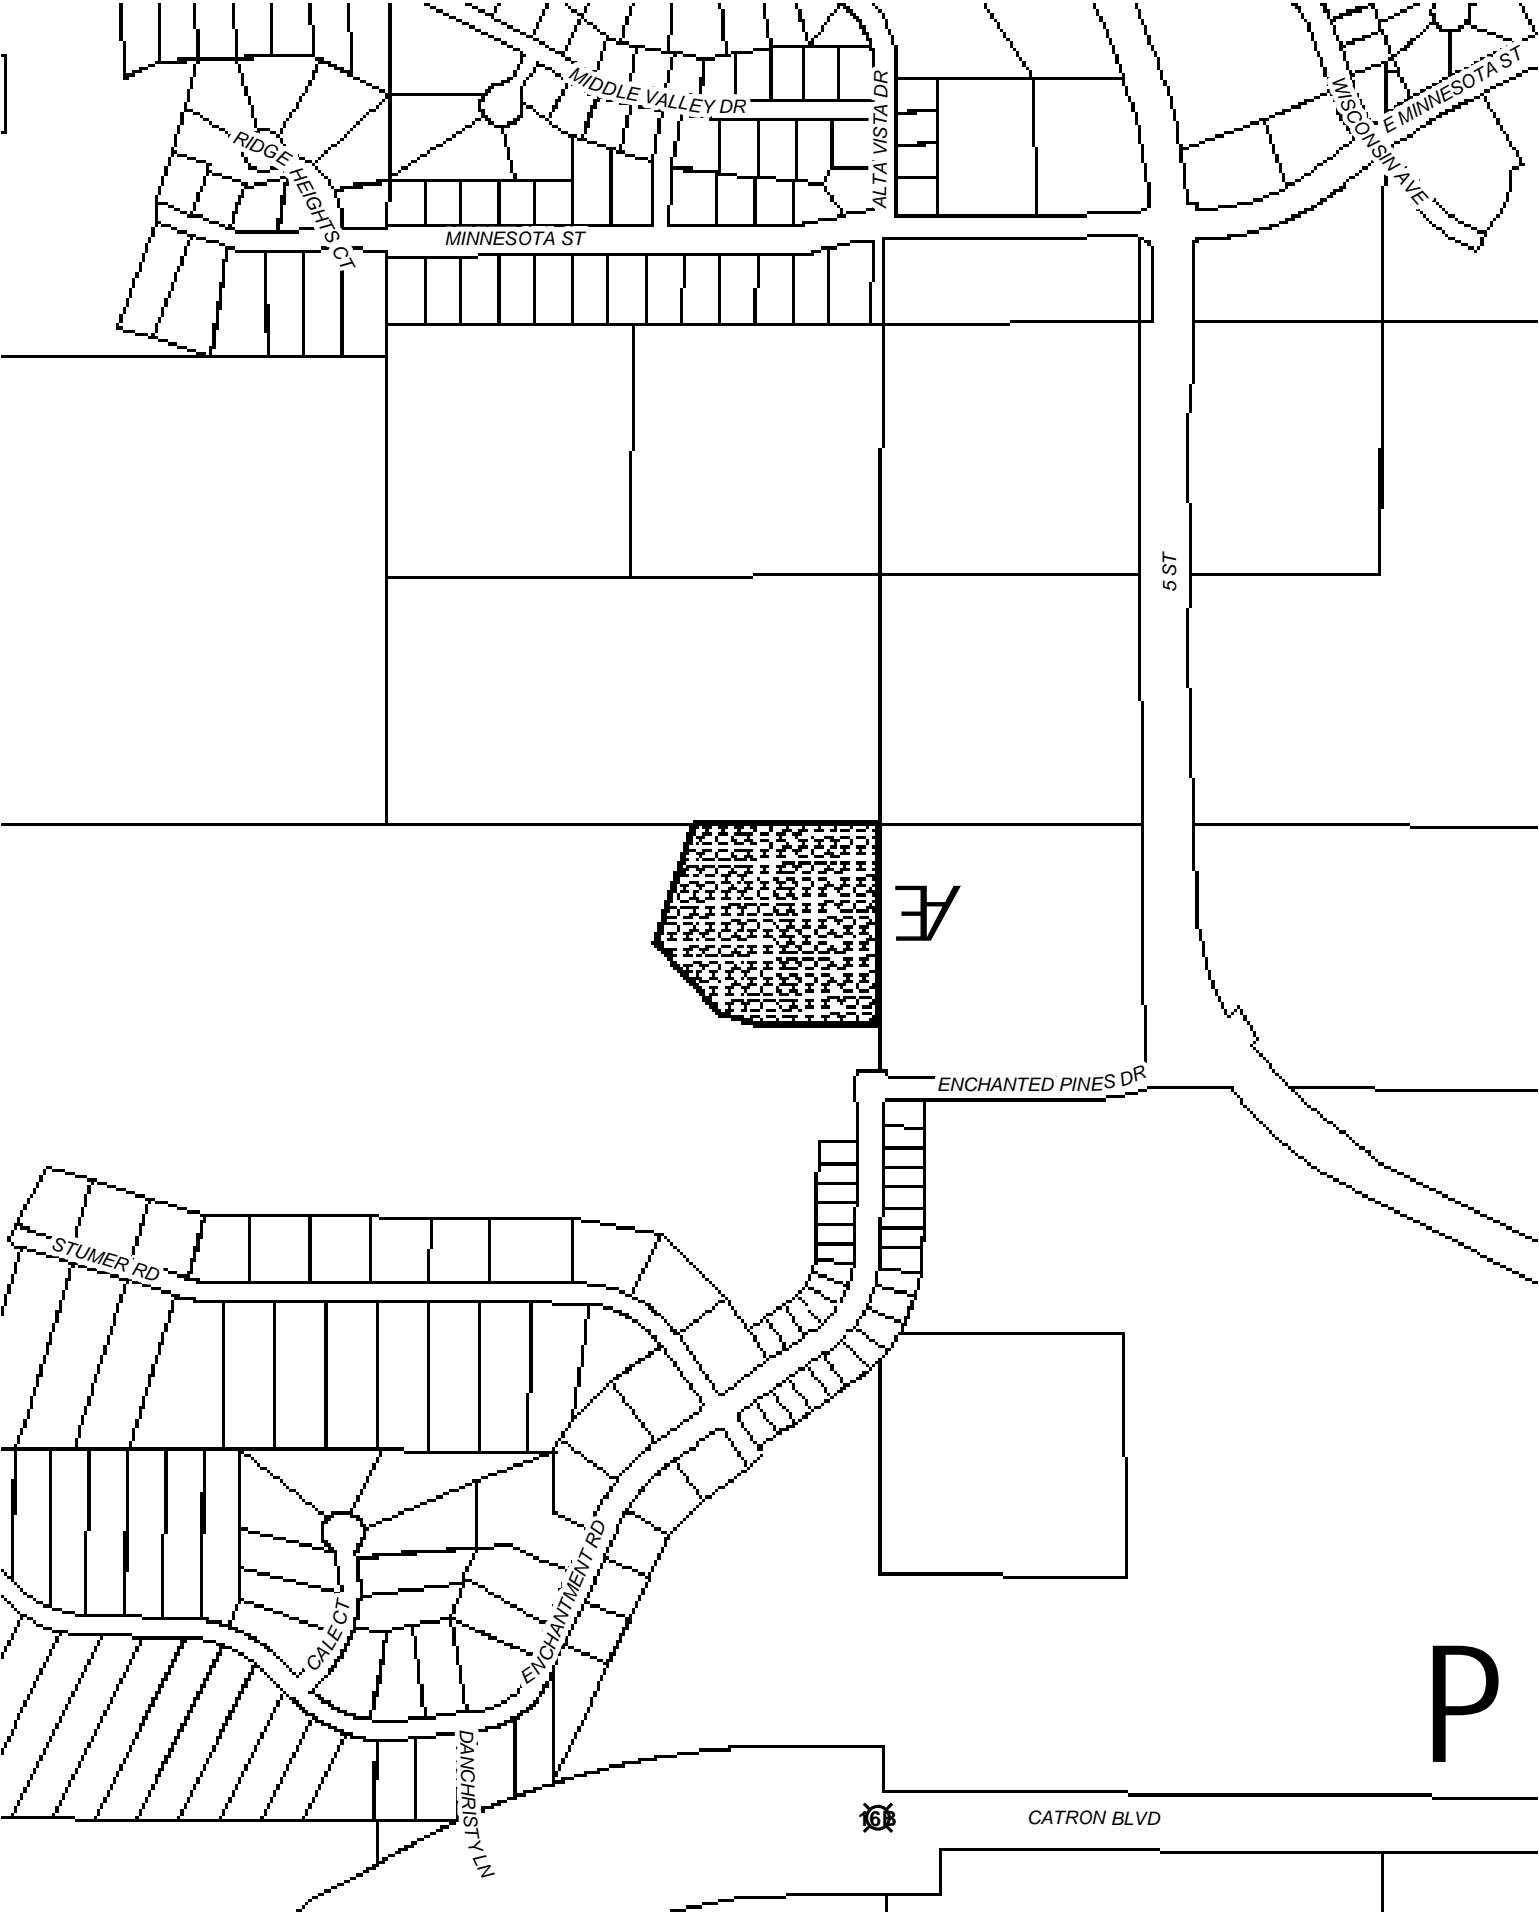 MIDDLE VALLEY DR
ALTA VISTA DR
WISCONSIN AVE
E MINNESOTA ST
RIDGE HEIGHTS CT
MINNESOTA ST
5 ST
Æ
ENCHANTED PINES DR
STUMER RD
ENCHANTMENT RD
CALE CT
DANCHRISTY LN
P
16B
CATRON BLVD